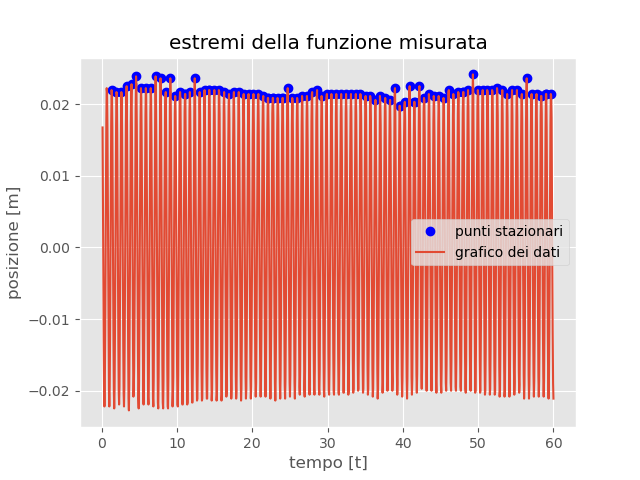 estremi della funzione misurata
posizione [m]
0.02
0.01
0.00
−0.01
−0.02
punti stazionari
grafico dei dati
0
10
20
30
40
50
60
tempo [t]